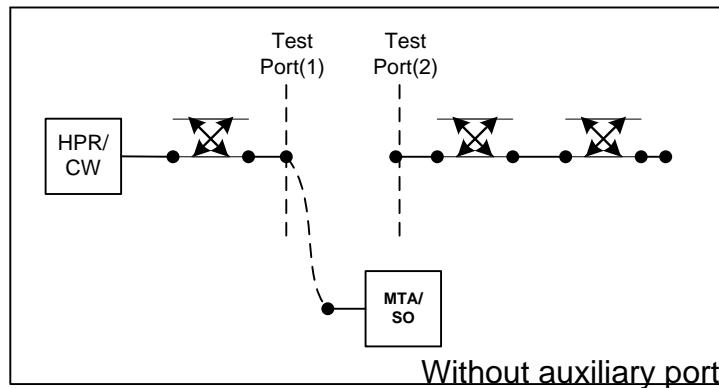 Test
Port(1)
Test
Port(2)
HPR/
CW
MTA/
SO
Without auxiliary port